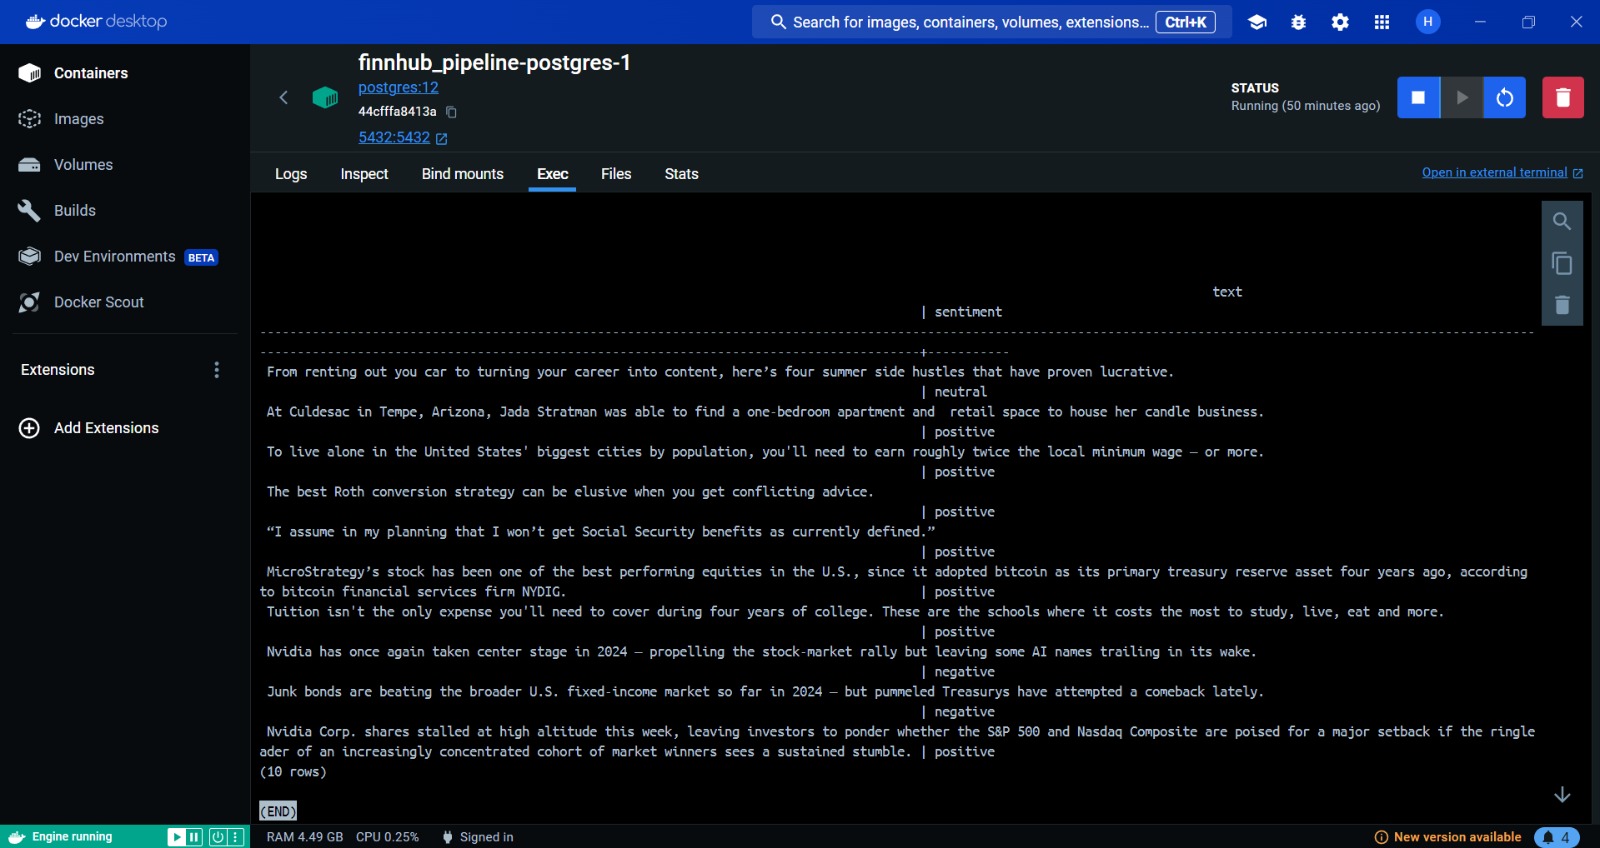 docker desktop
Search for images, containers, volumes, extensions... Ctrl+K
H
Containers
Images
Volumes
Builds
Dev Environments BETA
Docker Scout
Extensions
Add Extensions
finnhub_pipeline-postgres-1
postgres:12
44cfffa8413a
5432:5432
STATUS
Running (50 minutes ago)
Logs Inspect Bind mounts Exec Files Stats
Open in external terminal
text
| sentiment
--------------------------------------------------------------------------------------------------------------------------------------------------------------------------
----------------------------------------------------------------------------------------+-----------
From renting out you car to turning your career into content, here’s four summer side hustles that have proven lucrative.
| neutral
At Culdesac in Tempe, Arizona, Jada Stratman was able to find a one-bedroom apartment and  retail space to house her candle business.
| positive
To live alone in the United States' biggest cities by population, you'll need to earn roughly twice the local minimum wage — or more.
| positive
The best Roth conversion strategy can be elusive when you get conflicting advice.
| positive
“I assume in my planning that I won’t get Social Security benefits as currently defined.”
| positive
MicroStrategy’s stock has been one of the best performing equities in the U.S., since it adopted bitcoin as its primary treasury reserve asset four years ago, according
to bitcoin financial services firm NYDIG. | positive
Tuition isn't the only expense you'll need to cover during four years of college. These are the schools where it costs the most to study, live, eat and more.
| positive
Nvidia has once again taken center stage in 2024 — propelling the stock-market rally but leaving some AI names trailing in its wake.
| negative
Junk bonds are beating the broader U.S. fixed-income market so far in 2024 — but pummeled Treasurys have attempted a comeback lately.
| negative
Nvidia Corp. shares stalled at high altitude this week, leaving investors to ponder whether the S&P 500 and Nasdaq Composite are poised for a major setback if the ringle
ader of an increasingly concentrated cohort of market winners sees a sustained stumble. | positive
(10 rows)
(END)
Engine running
RAM 4.49 GB CPU 0.25% Signed in
New version available 4